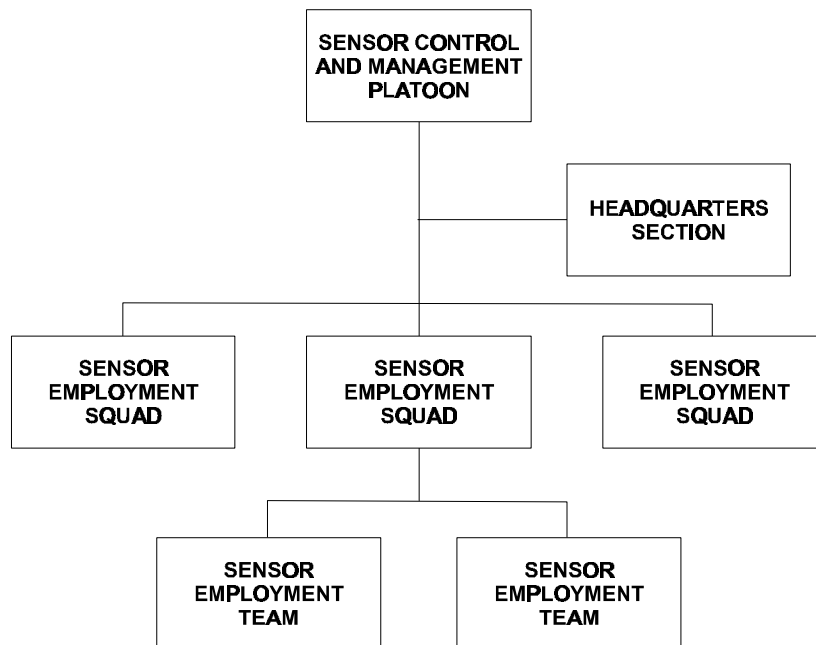 SENSOR CONTROL
AND MANAGEMENT
PLATOON
HEADQUARTERS
SECTION
SENSOR
EMPLOYMENT
SQUAD
SENSOR
EMPLOYMENT
SQUAD
SENSOR
EMPLOYMENT
SQUAD
SENSOR
EMPLOYMENT
TEAM
SENSOR
EMPLOYMENT
TEAM